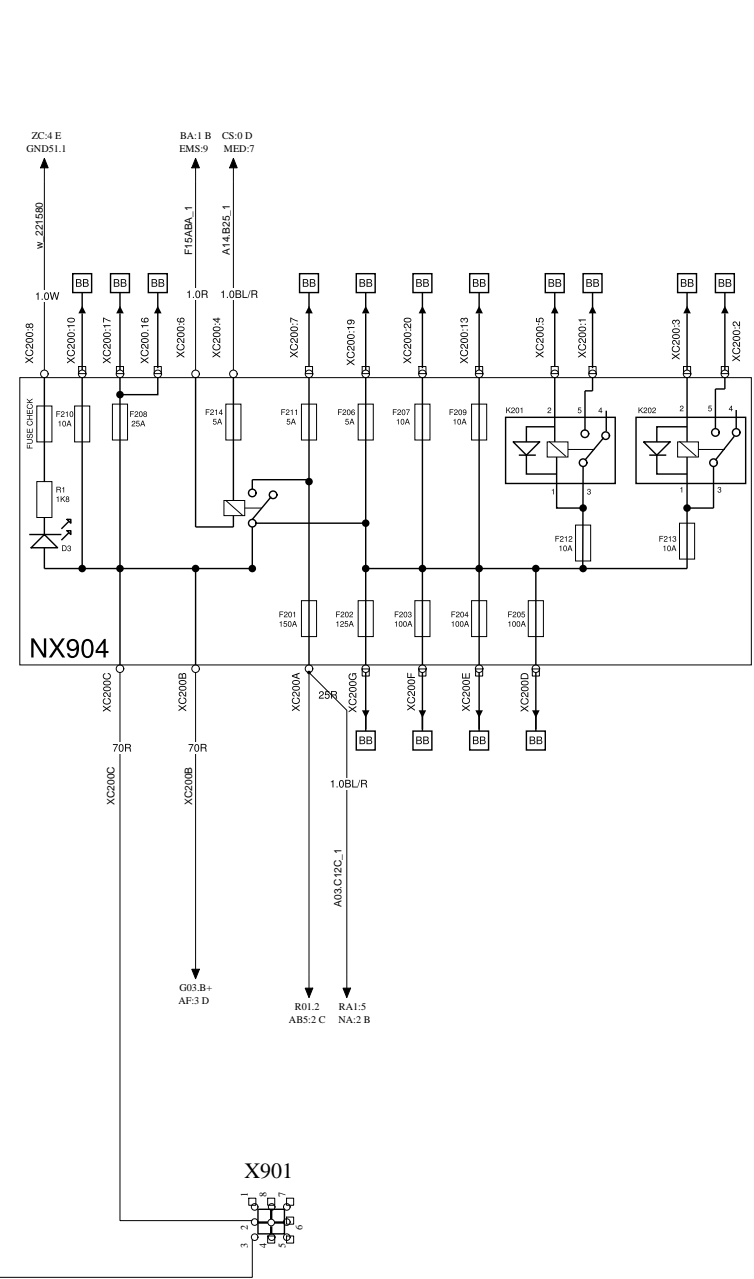 ZC:4 E
GND51.1
BA:1 B
EMS:9
CS:0 D
MED:7
w_221580
F15ABA_1
A14.B25_1
1.0W
1.0R
1.0BL/R
BB
BB
BB
BB
BB
BB
BB
BB
BB
BB
BB
XC200:8
XC200:10
XC200:17
XC200.16
XC200:6
XC200:4
XC200:7
XC200:19
XC200:20
XC200:13
XC200:5
XC200:1
XC200:3
XC200:2
FUSE CHECK
F210
10A
F208
25A
F214
5A
F211
5A
F206
5A
F207
10A
F209
10A
K201
2
5
4
1
3
K202
2
5
4
1
3
R1
1K8
D3
F212
10A
F213
10A
F201
150A
F202
125A
F203
100A
F204
100A
F205
100A
NX904
XC200C
XC200B
XC200A
XC200G
XC200F
XC200E
XC200D
25R
BB
BB
BB
BB
70R
70R
1.0BL/R
XC200C
XC200B
A03.C12C_1
G03.B+
AF:3 D
R01.2
AB5:2 C
RA1:5
NA:2 B
X901
1
8
7
2
6
3
4
5